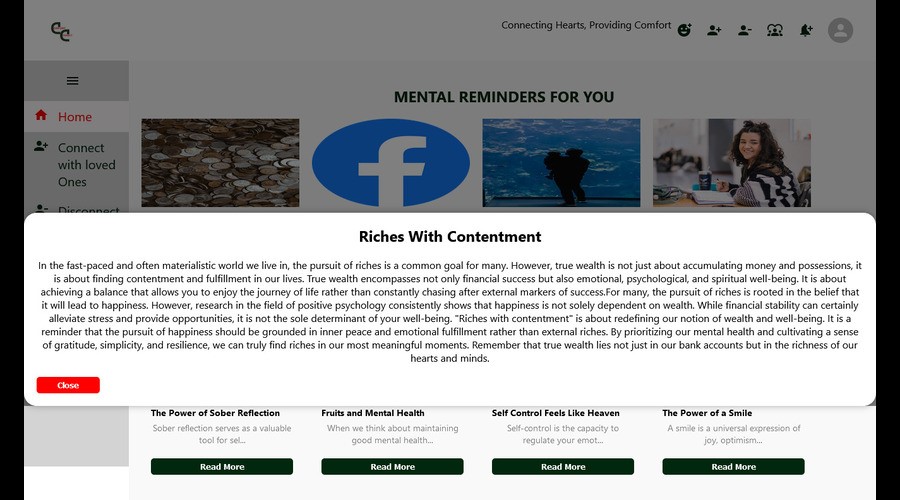 Connecting Hearts, Providing Comfort
Home
Connect
with loved
Ones
Disconnect
MENTAL REMINDERS FOR YOU
Riches With Contentment
In the fast-paced and often materialistic world we live in, the pursuit of riches is a common goal for many. However, true wealth is not just about accumulating money and possessions, it
is about finding contentment and fulfillment in our lives. True wealth encompasses not only financial success but also emotional, psychological, and spiritual well-being. It is about
achieving a balance that allows you to enjoy the journey of life rather than constantly chasing after external markers of success.For many, the pursuit of riches is rooted in the belief that
it will lead to happiness. However, research in the field of positive psychology consistently shows that happiness is not solely dependent on wealth. While financial stability can certainly
alleviate stress and provide opportunities, it is not the sole determinant of your well-being. "Riches with contentment" is about redefining our notion of wealth and well-being. It is a
reminder that the pursuit of happiness should be grounded in inner peace and emotional fulfillment rather than external riches. By prioritizing our mental health and cultivating a sense
of gratitude, simplicity, and resilience, we can truly find riches in our most meaningful moments. Remember that true wealth lies not just in our bank accounts but in the richness of our
hearts and minds.
Close
The Power of Sober Reflection
Sober reflection serves as a valuable
tool for sel...
Read More
Fruits and Mental Health
When we think about maintaining
good mental health...
Read More
Self Control Feels Like Heaven
Self-control is the capacity to
regulate your emot...
Read More
The Power of a Smile
A smile is a universal expression of
joy, optimism...
Read More